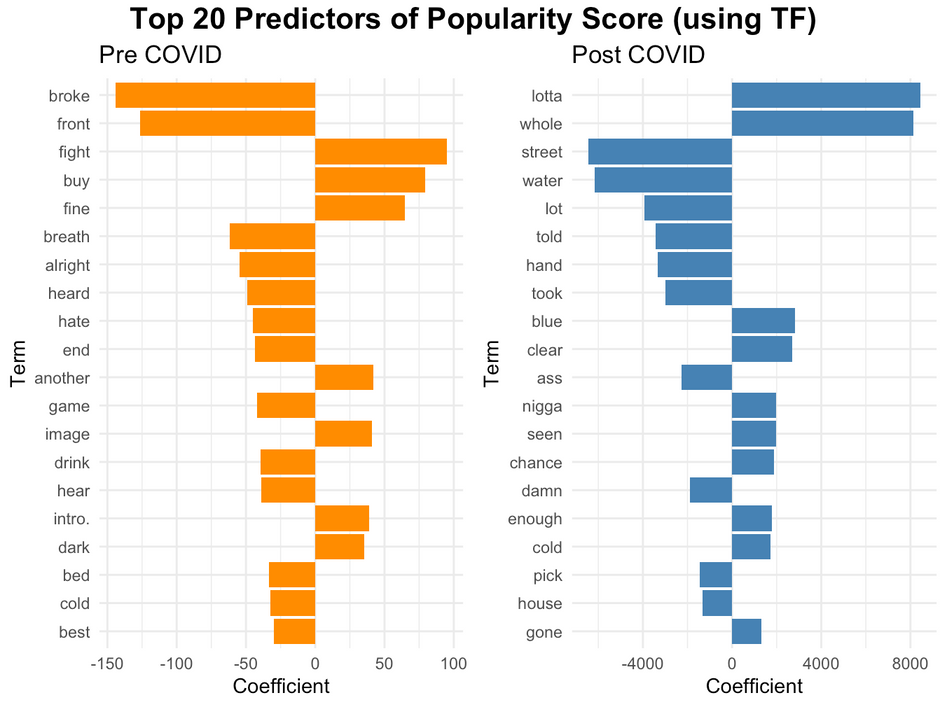 Top 20 Predictors of Popularity Score (using TF)
Pre COVID
Term
broke
front
fight
buy
fine
breath
alright
heard
hate
end
another
game
image
drink
hear
intro.
dark
bed
cold
best
-150 -100 -50 0 50 100
Coefficient
Post COVID
Term
lotta
whole
street
water
lot
told
hand
took
blue
clear
ass
nigga
seen
chance
damn
enough
cold
pick
house
gone
-4000 0 4000 8000
Coefficient